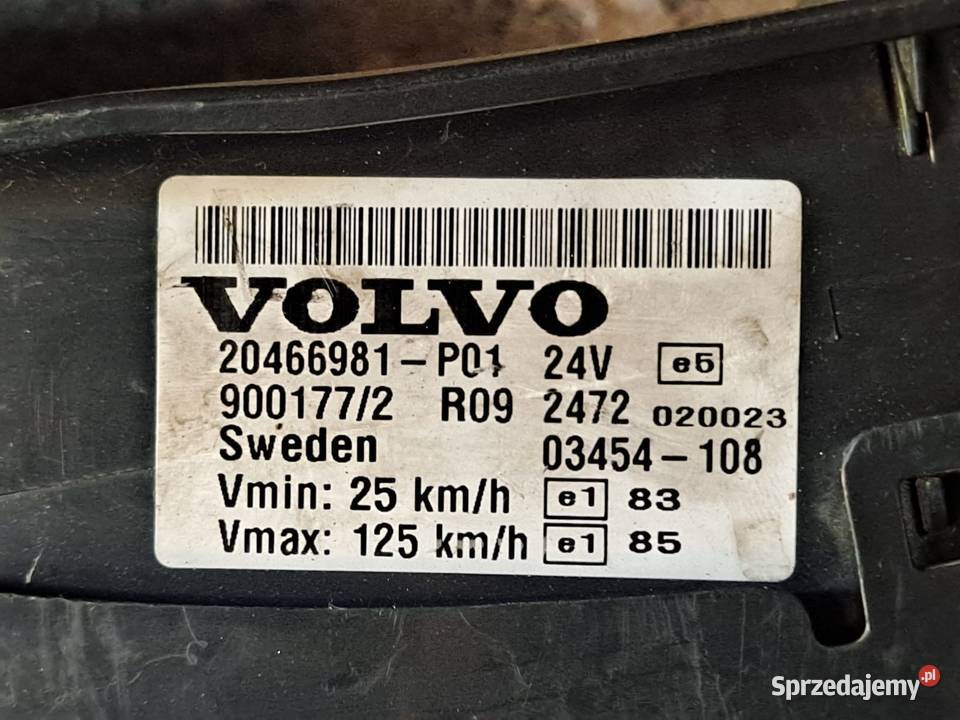 VOLVO
20466981-P01 24V e5
900177/2 R09 2472 020023
Sweden 03454-108
Vmin: 25 km/h e1 83
Vmax: 125 km/h e1 85
Sprzedajemy.pl